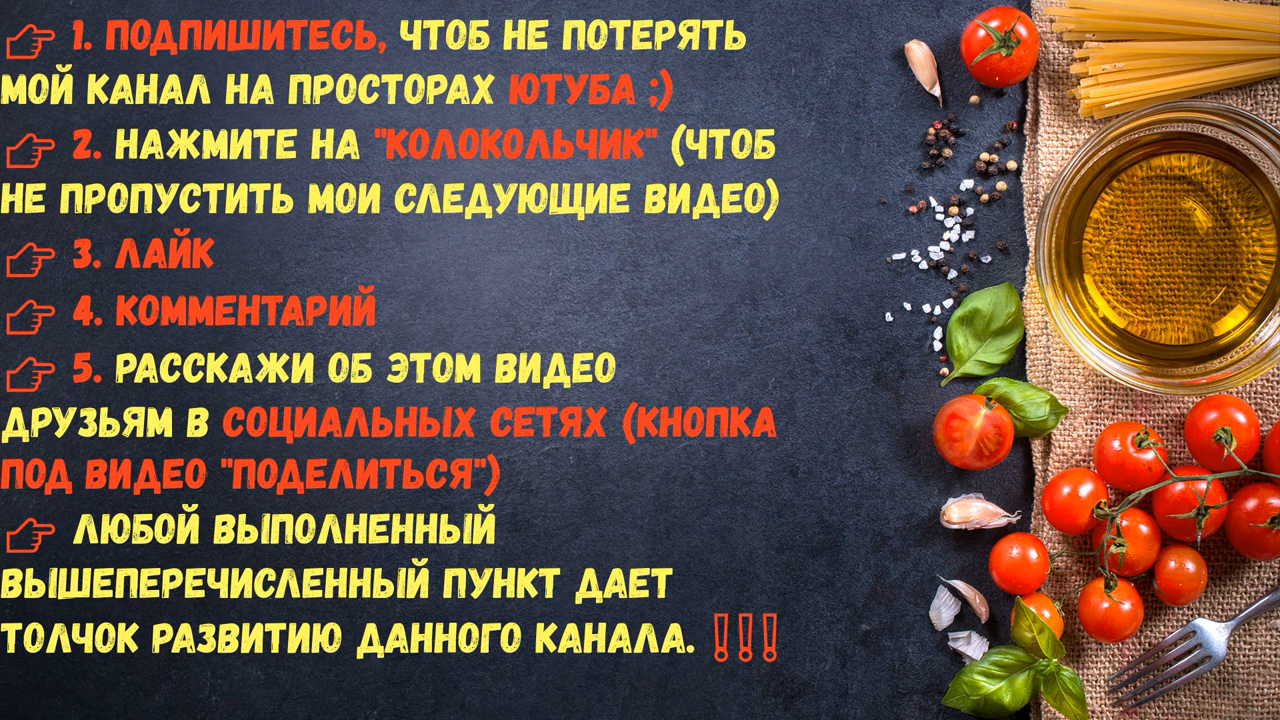 👉 1. ПОДПИШИТЕСЬ, ЧТОБ НЕ ПОТЕРЯТЬ
МОЙ КАНАЛ НА ПРОСТОРАХ ЮТУБА ;)
👉 2. НАЖМИТЕ НА "КОЛОКОЛЬЧИК" (ЧТОБ
НЕ ПРОПУСТИТЬ МОИ СЛЕДУЮЩИЕ ВИДЕО)
👉 3. ЛАЙК
👉 4. КОММЕНТАРИЙ
👉 5. РАССКАЖИ ОБ ЭТОМ ВИДЕО
ДРУЗЬЯМ В СОЦИАЛЬНЫХ СЕТЯХ (КНОПКА
ПОД ВИДЕО "ПОДЕЛИТЬСЯ")
👉 ЛЮБОЙ ВЫПОЛНЕННЫЙ
ВЫШЕПЕРЕЧИСЛЕННЫЙ ПУНКТ ДАЕТ
ТОЛЧОК РАЗВИТИЮ ДАННОГО КАНАЛА. ❗❗❗